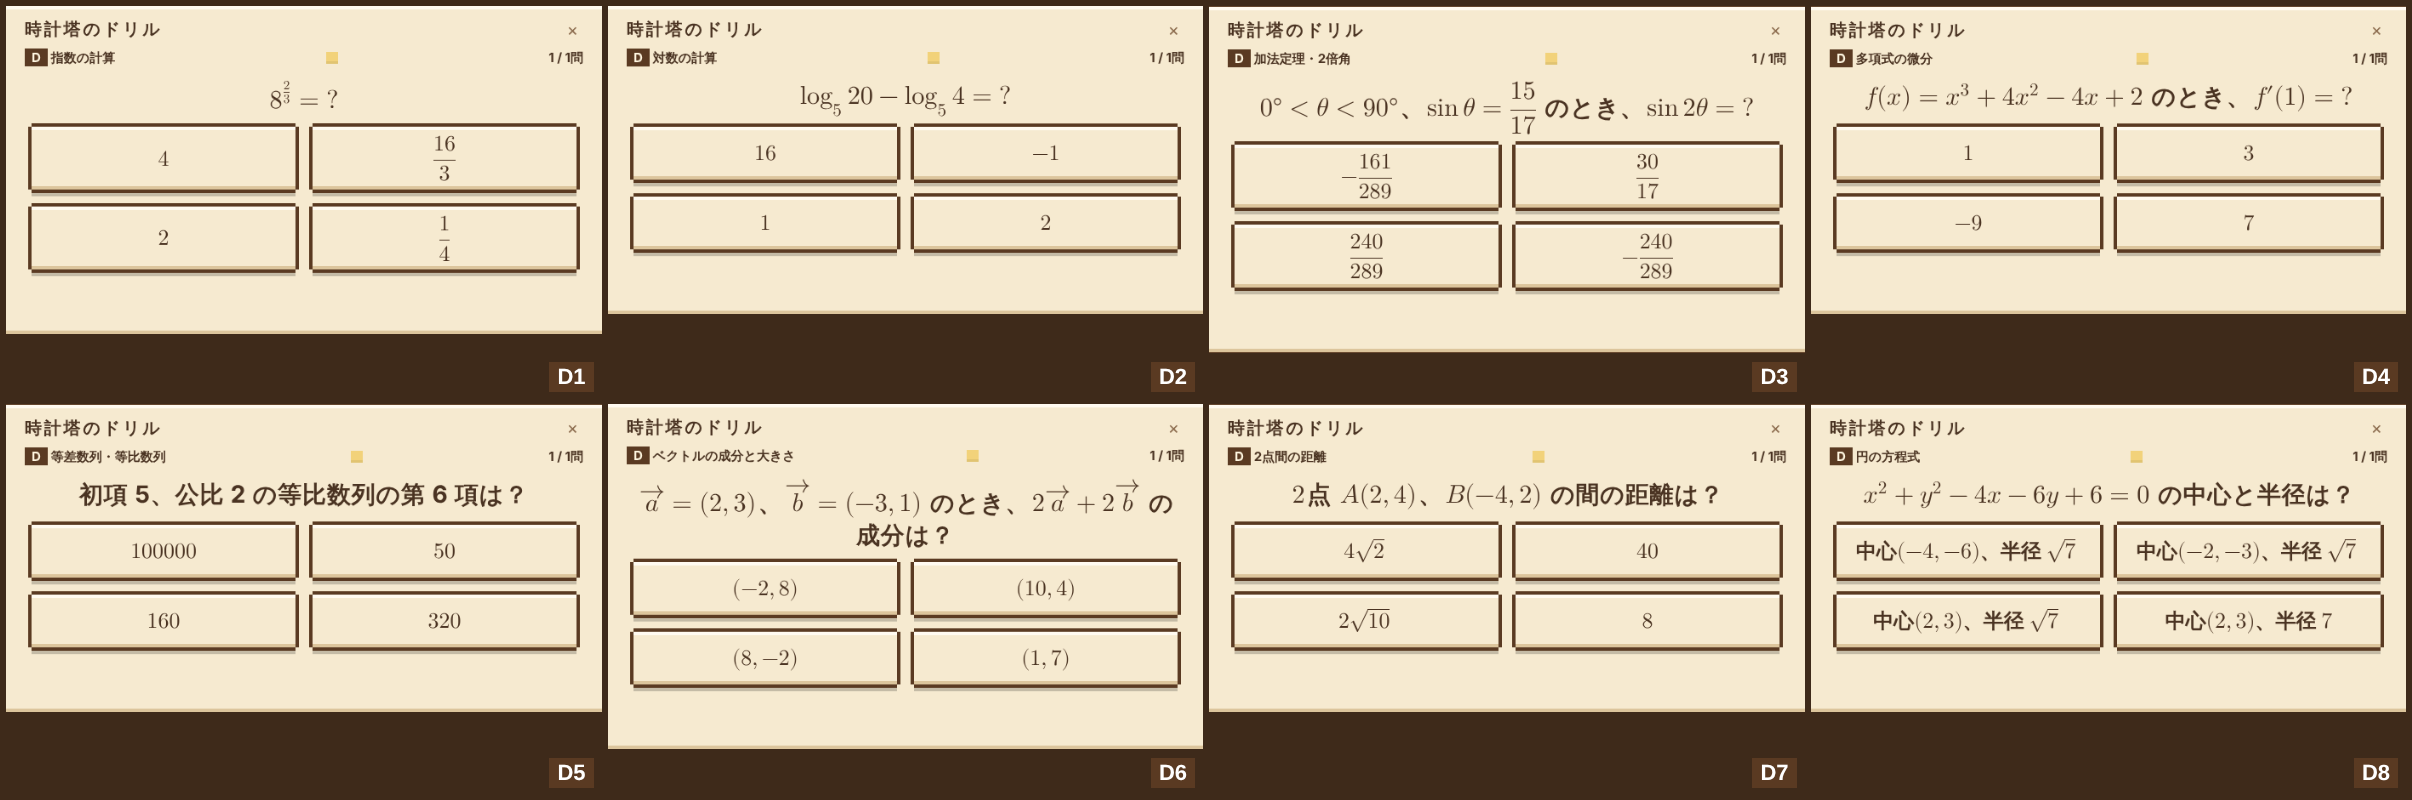 時計塔のドリル ×
D 指数の計算 1 / 1問
8^{2/3} = ?
4
16/3
2
1/4
D1
時計塔のドリル ×
D 対数の計算 1 / 1問
log₅ 20 − log₅ 4 = ?
16
−1
1
2
D2
時計塔のドリル ×
D 加法定理・2倍角 1 / 1問
0° < θ < 90°、sin θ = 15/17 のとき、sin 2θ = ?
−161/289
30/17
240/289
−240/289
D3
時計塔のドリル ×
D 多項式の微分 1 / 1問
f(x) = x³ + 4x² − 4x + 2 のとき、f′(1) = ?
1
3
−9
7
D4
時計塔のドリル ×
D 等差数列・等比数列 1 / 1問
初項 5、公比 2 の等比数列の第 6 項は？
100000
50
160
320
D5
時計塔のドリル ×
D ベクトルの成分と大きさ 1 / 1問
a→ = (2, 3)、b→ = (−3, 1) のとき、2a→ + 2b→ の
成分は？
(−2, 8)
(10, 4)
(8, −2)
(1, 7)
D6
時計塔のドリル ×
D 2点間の距離 1 / 1問
2点 A(2, 4)、B(−4, 2) の間の距離は？
4√2
40
2√10
8
D7
時計塔のドリル ×
D 円の方程式 1 / 1問
x² + y² − 4x − 6y + 6 = 0 の中心と半径は？
中心(−4, −6)、半径 √7
中心(−2, −3)、半径 √7
中心(2, 3)、半径 √7
中心(2, 3)、半径 7
D8